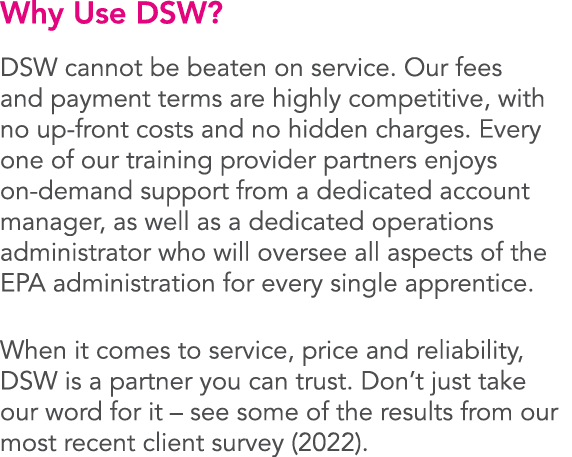 Why Use DSW?
DSW cannot be beaten on service. Our fees
and payment terms are highly competitive, with
no up-front costs and no hidden charges. Every
one of our training provider partners enjoys
on-demand support from a dedicated account
manager, as well as a dedicated operations
administrator who will oversee all aspects of the
EPA administration for every single apprentice.
When it comes to service, price and reliability,
DSW is a partner you can trust. Don’t just take
our word for it – see some of the results from our
most recent client survey (2022).